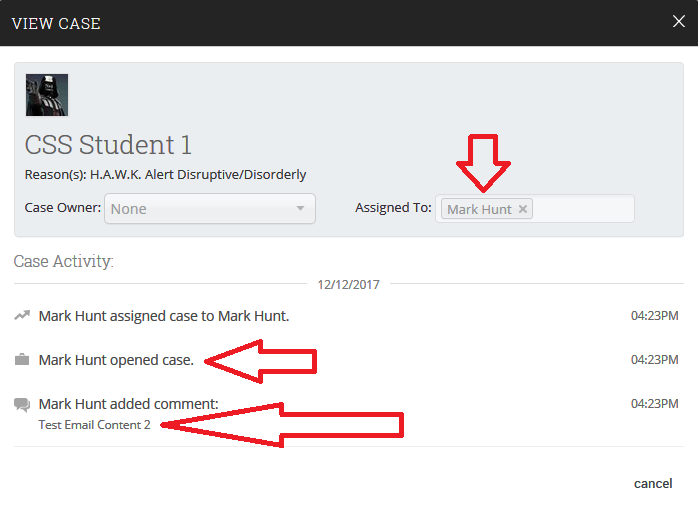 VIEW CASE
CSS Student 1
Reason(s): H.A.W.K. Alert Disruptive/Disorderly
Case Owner: None Assigned To: Mark Hunt
Case Activity:
12/12/2017
Mark Hunt assigned case to Mark Hunt. 04:23PM
Mark Hunt opened case. 04:23PM
Mark Hunt added comment: 04:23PM
Test Email Content 2
cancel